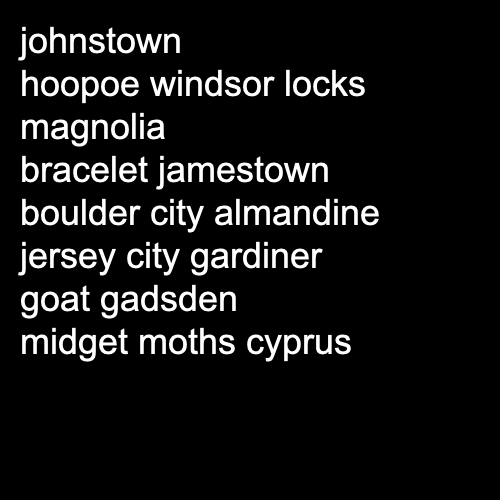 johnstown
hoopoe windsor locks
magnolia
bracelet jamestown
boulder city almandine
jersey city gardiner
goat gadsden
midget moths cyprus